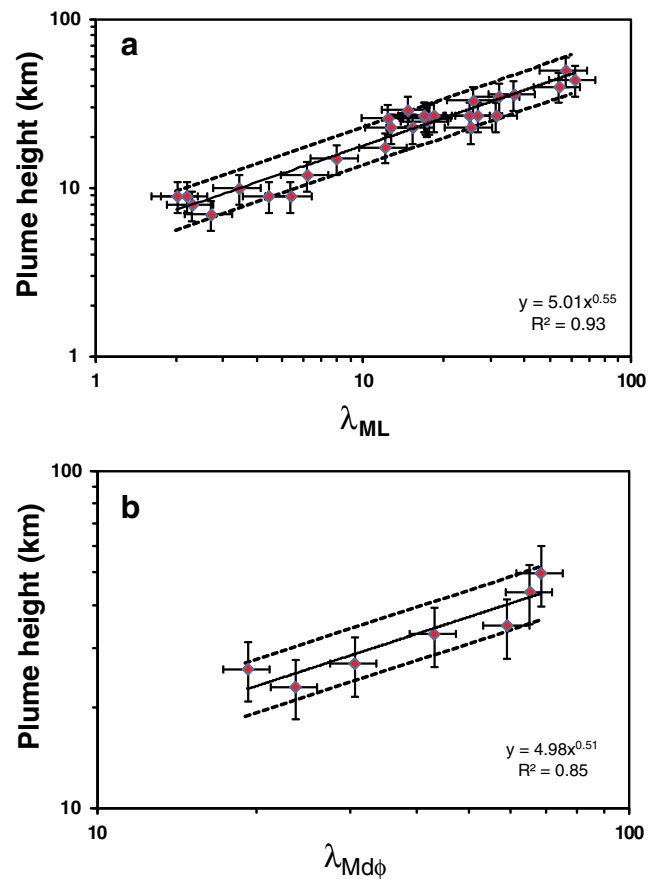 a
Plume height (km)
100
10
1
y = 5.01x^0.55
R² = 0.93
1 10 100
λML
b
Plume height (km)
100
10
y = 4.98x^0.51
R² = 0.85
10 100
λMdϕ